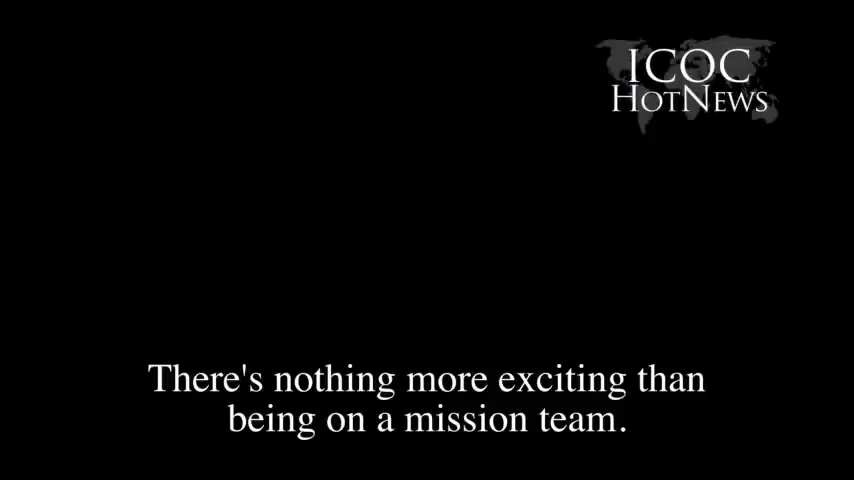 ICOC
HOTNEWS
There's nothing more exciting than
being on a mission team.